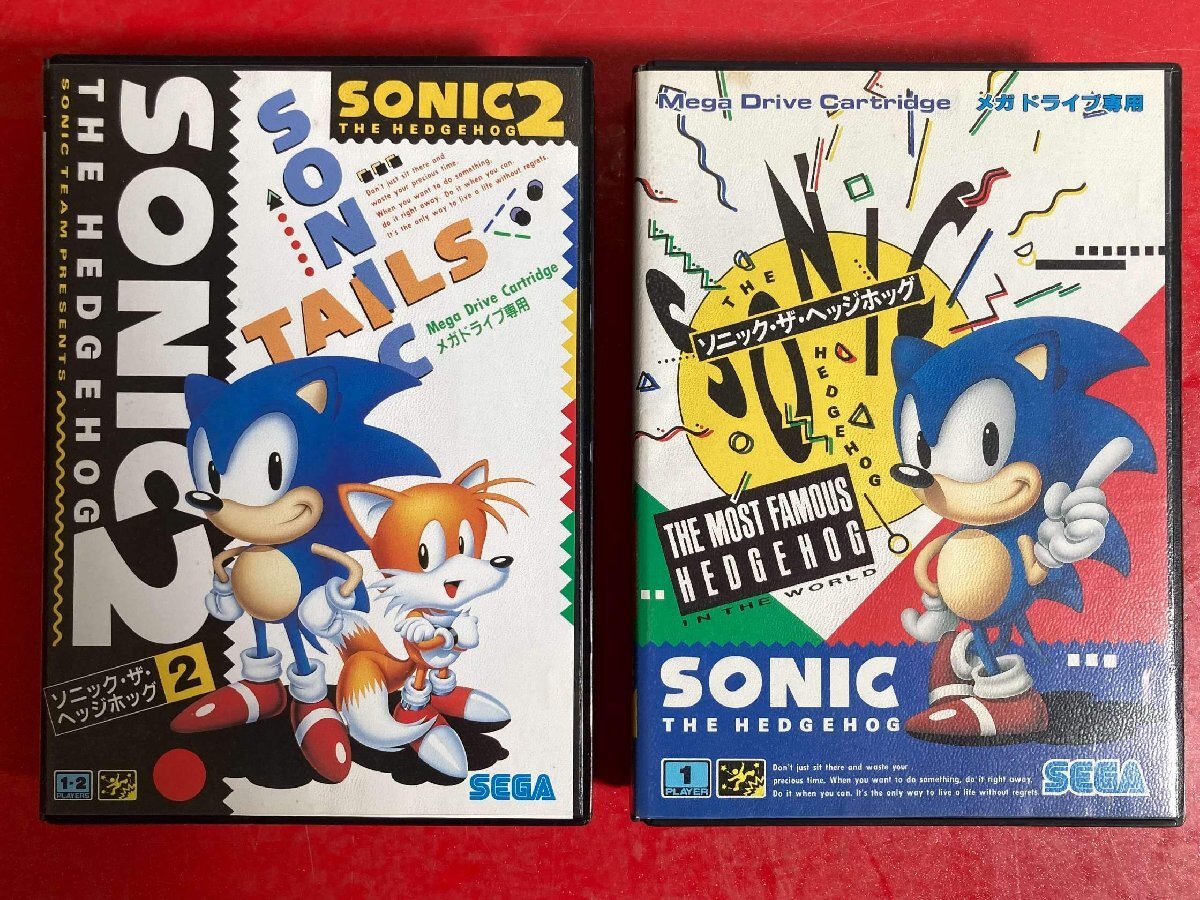 SONIC 2
THE HEDGEHOG
SONIC TEAM PRESENTS
SONIC 2
THE HEDGEHOG
SONIC
TAILS
Don't just sit there and
waste your precious time.
When you want to do something,
do it right away. Do it when you can.
It's the only way to live a life without regrets.
Mega Drive Cartridge
メガドライブ専用
ソニック・ザ・
ヘッジホッグ
2
1-2
PLAYERS
SEGA
Mega Drive Cartridge メガドライブ専用
SONIC
THE
HEDGEHOG
ソニック・ザ・ヘッジホッグ
THE MOST FAMOUS
HEDGEHOG
IN THE WORLD
SONIC
THE HEDGEHOG
1
PLAYER
Don't just sit there and waste your
precious time. When you want to do something, do it right away.
Do it when you can. It's the only way to live a life without regrets.
SEGA